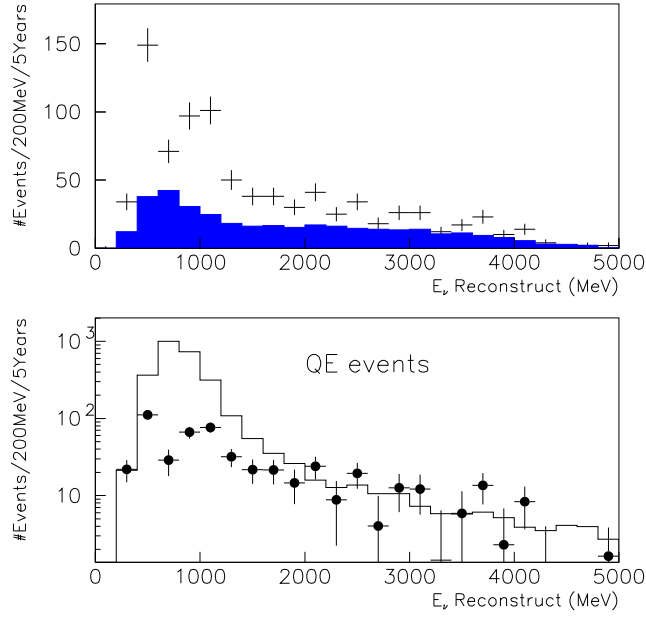 #Events/200MeV/5Years
150
100
50
0
0 1000 2000 3000 4000 5000
E_ν Reconstruct (MeV)
#Events/200MeV/5Years
10^3
10^2
10
QE events
0 1000 2000 3000 4000 5000
E_ν Reconstruct (MeV)